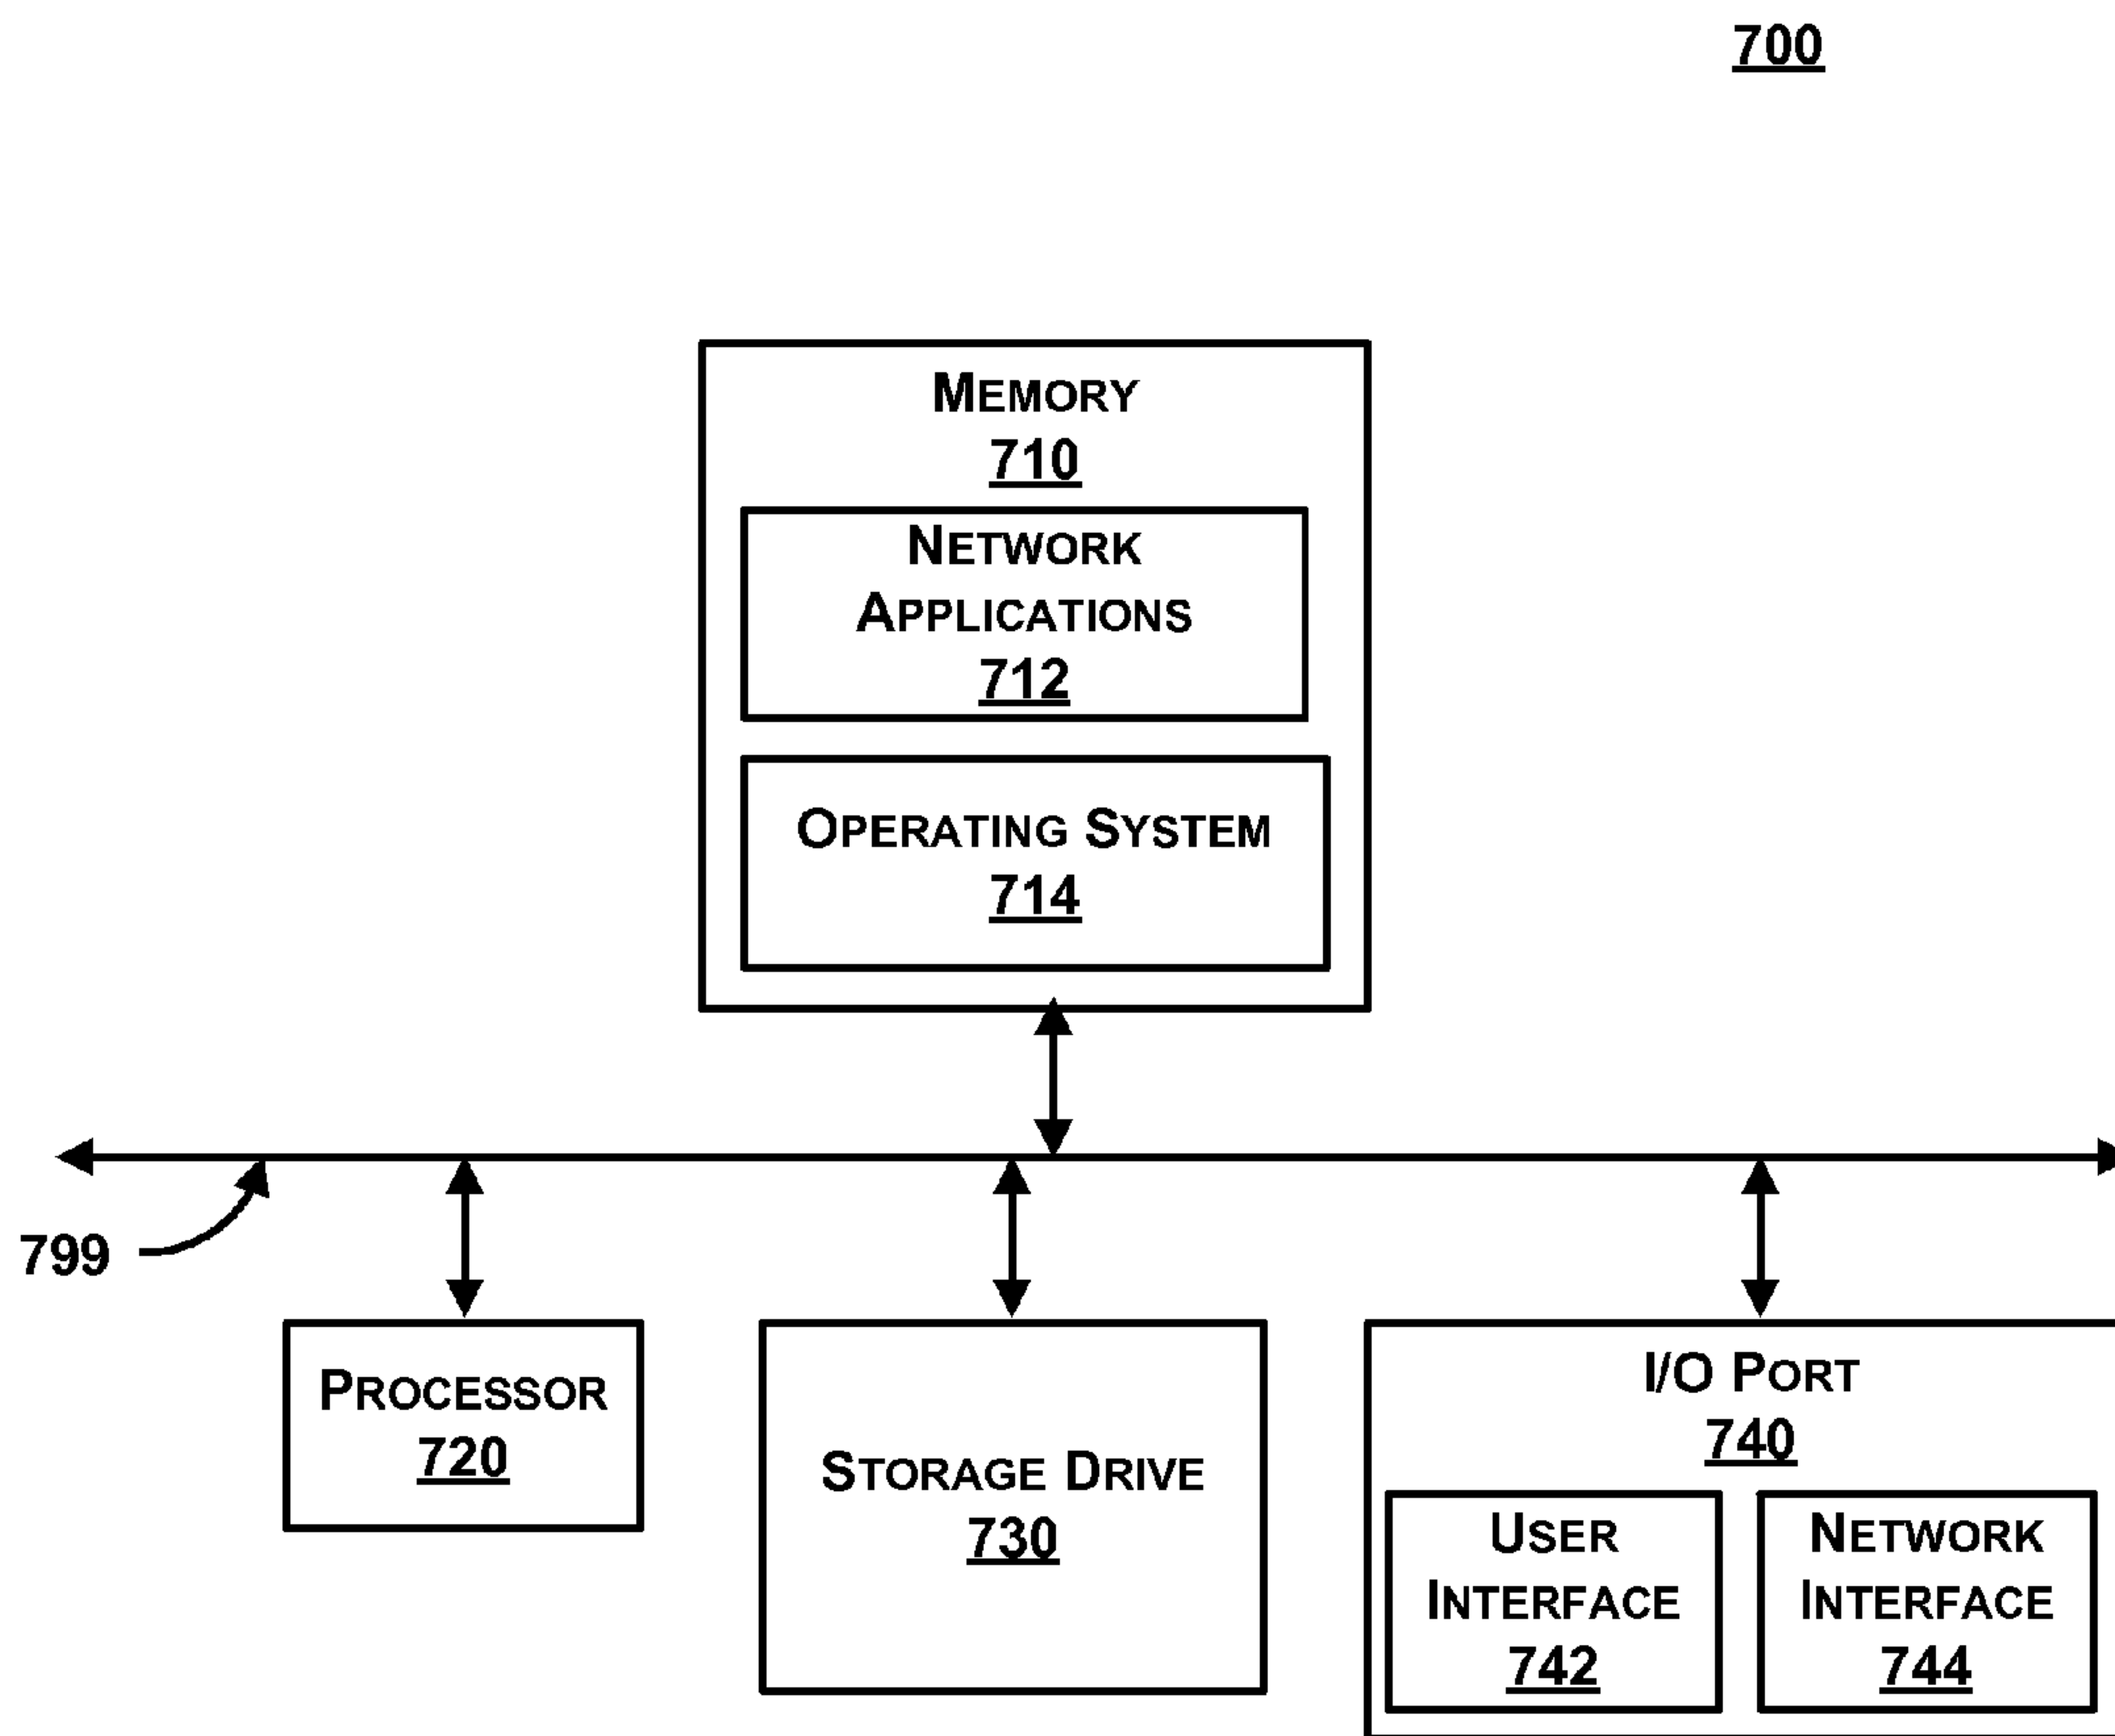 700
MEMORY
710
NETWORK
APPLICATIONS
712
OPERATING SYSTEM
714
799
PROCESSOR
720
STORAGE DRIVE
730
I/O PORT
740
USER
INTERFACE
742
NETWORK
INTERFACE
744